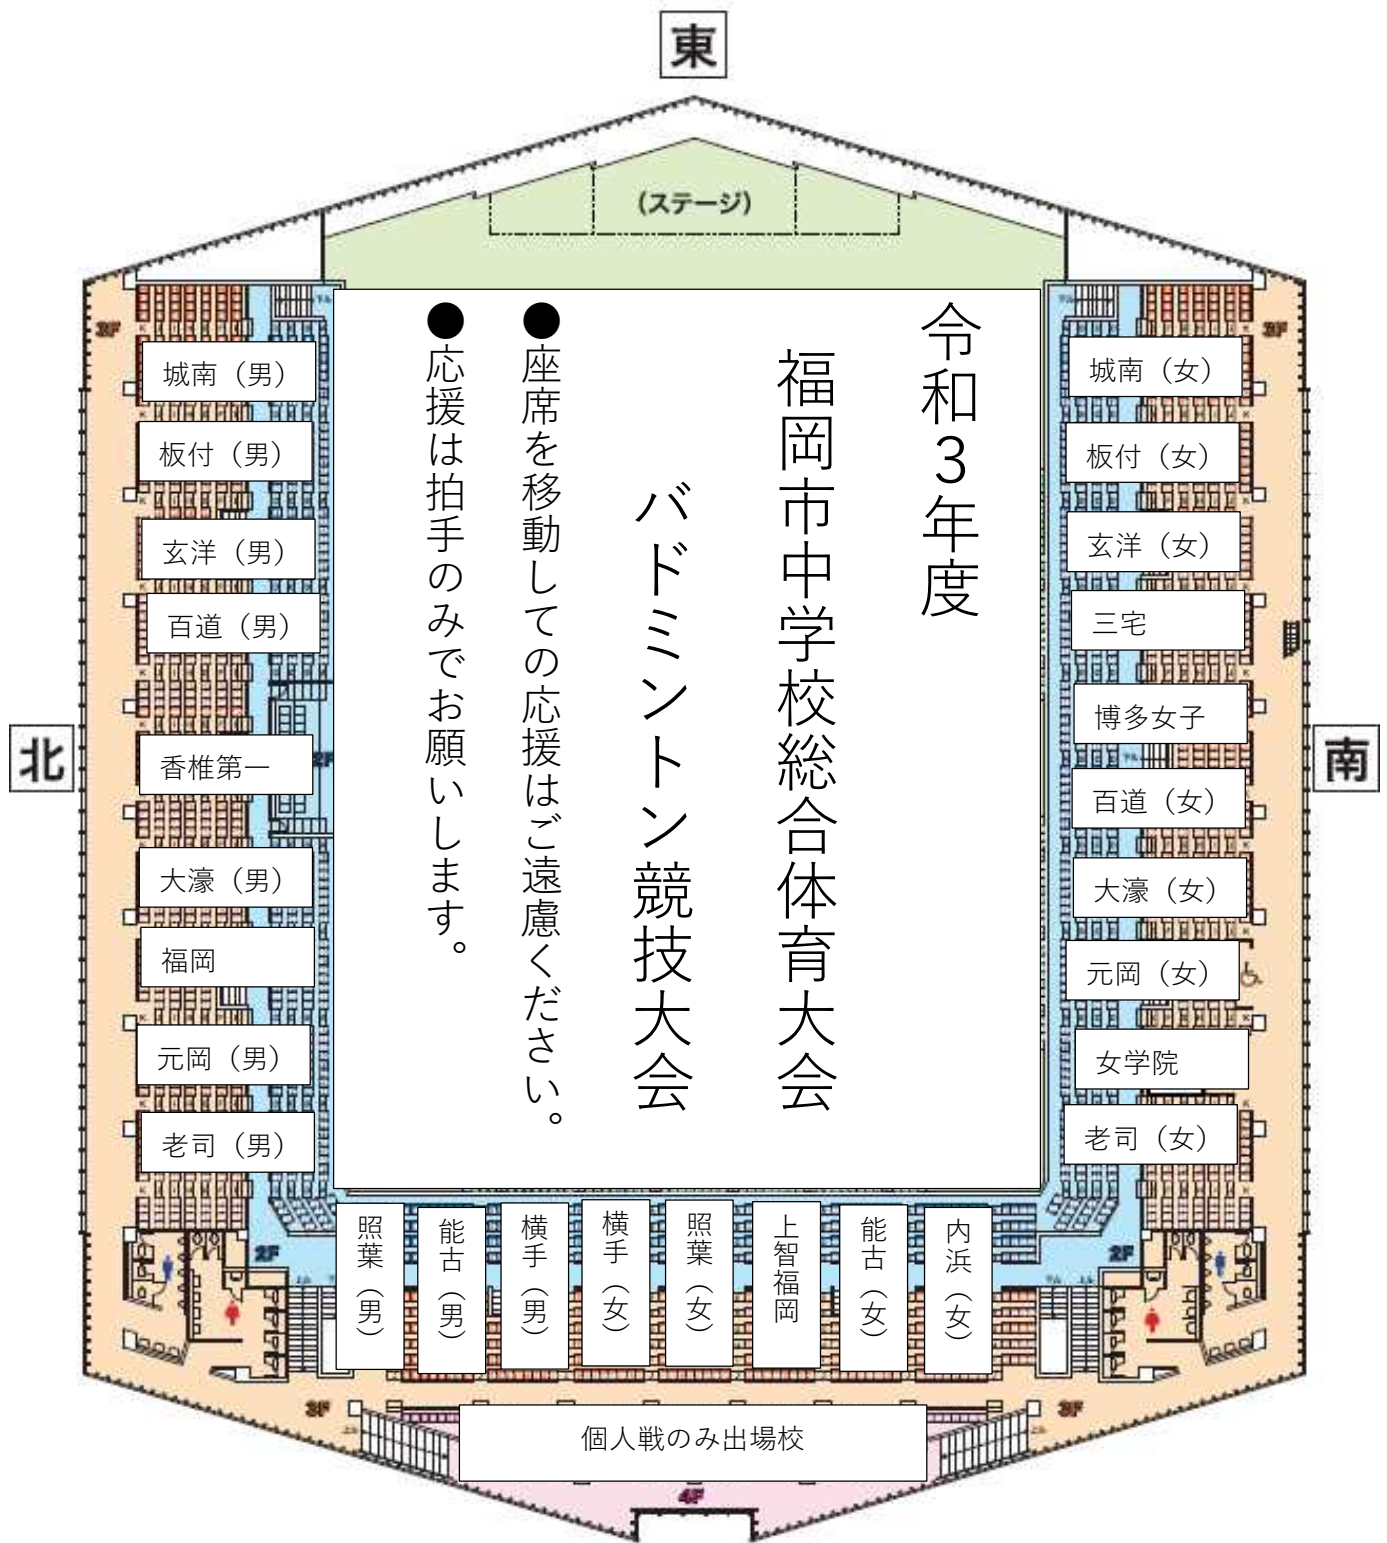 東
(ステージ)
令和３年度
福岡市中学校総合体育大会
バドミントン競技大会
●座席を移動しての応援はご遠慮ください。
●応援は拍手のみでお願いします。
北
南
3F
3F
城南（男）
板付（男）
玄洋（男）
百道（男）
香椎第一
2F
大濠（男）
福岡
元岡（男）
老司（男）
城南（女）
板付（女）
玄洋（女）
三宅
博多女子
百道（女）
大濠（女）
元岡（女）
女学院
老司（女）
2F
2F
照葉（男）
能古（男）
横手（男）
横手（女）
照葉（女）
上智福岡
能古（女）
内浜（女）
3F
3F
個人戦のみ出場校
4F